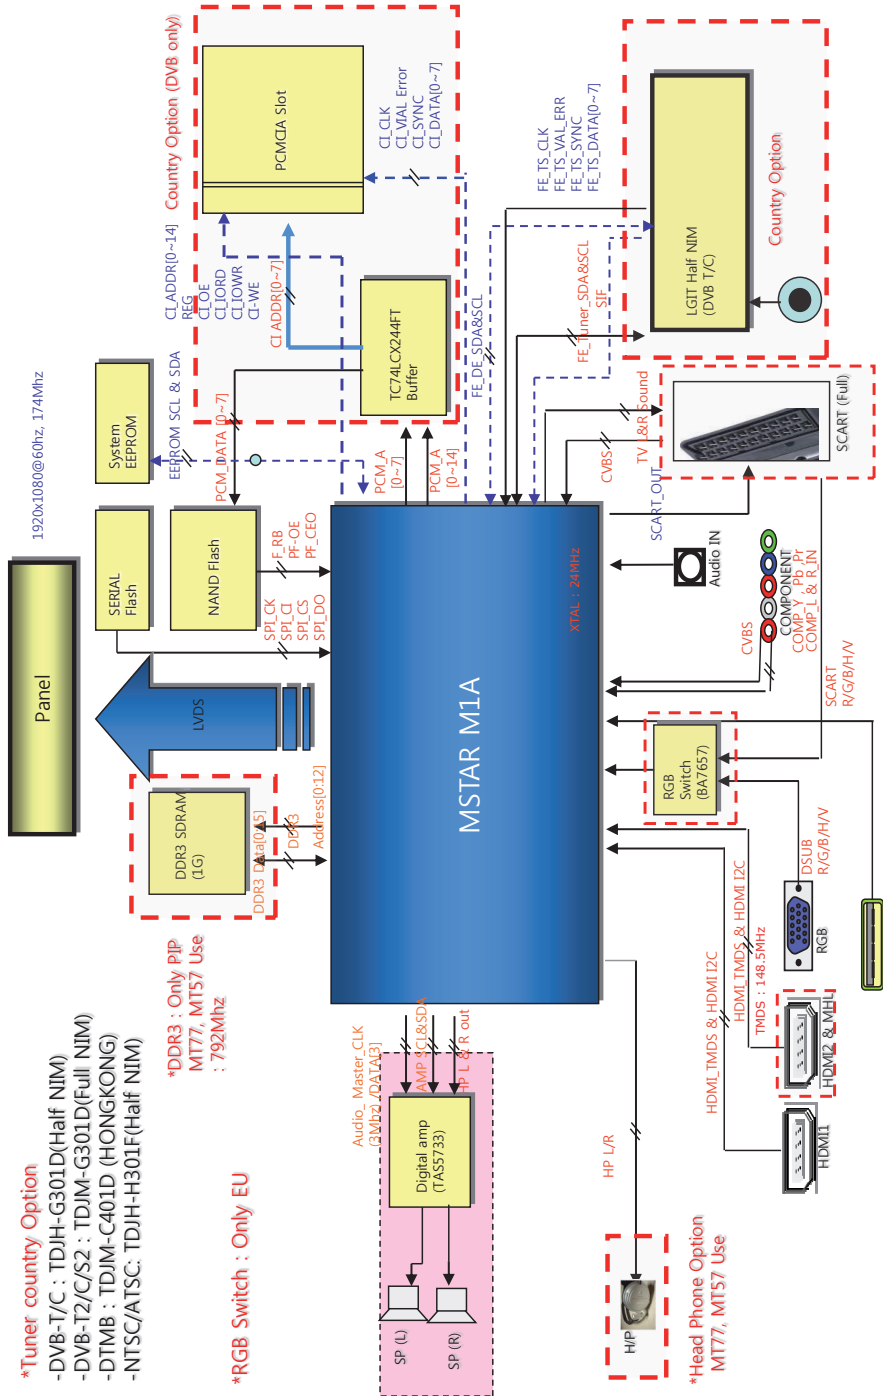 *Tuner country Option
-DVB-T/C : TDJH-G301D(Half NIM)
-DVB-T2/C/S2 : TDJM-G301D(Full NIM)
-DTMB : TDJM-C401D (HONGKONG)
-NTSC/ATSC: TDJH-H301F(Half NIM)
*DDR3 : Only PIP
MT77, MT57 Use
: 792Mhz
*RGB Switch : Only EU
Panel
1920x1080@60hz, 174Mhz
LVDS
DDR3 SDRAM
(1G)
DDR3 Data[0:15]
DDR3
Address[0:12]
SERIAL
Flash
SPI_CK
SPI_CI
SPI_CS
SPI_DO
NAND Flash
F_RB
PF-OE
PF_CEO
System
EEPROM
EEPROM SCL & SDA
PCM_DATA [0~7]
PCM_A
[0~7]
PCM_A
[0~14]
Country Option (DVB only)
PCMCIA Slot
CI_ADDR[0~14]
REG
CI_OE
CI_IORD
CI_IOWR
CI-WE
CI ADDR[0~7]
CI_CLK
CI_VIAL Error
CI_SYNC
CI_DATA[0~7]
TC74LCX244FT
Buffer
MSTAR M1A
XTAL : 24MHz
FE_DE_SDA&SCL
FE_TS_CLK
FE_TS_VAL_ERR
FE_TS_SYNC
FE_TS_DATA[0~7]
FE_Tuner_SDA&SCL
SIF
LGIT Half NIM
(DVB T/C)
Country Option
CVBS
TV L&R Sound
SCART (Full)
SCART_OUT
Audio IN
CVBS
COMPONENT
COMP_Y , Pb ,Pr
COMP_L & R_IN
SCART
R/G/B/H/V
RGB
Switch
(BA7657)
DSUB
R/G/B/H/V
RGB
HDMI_TMDS & HDMI I2C
TMDS : 148.5MHz
HDMI2 & MHL
HDMI_TMDS & HDMI I2C
HDMI1
Audio_ Master_CLK
(3Mhz) /DATA[3]
AMP SCL&SDA
HP L & R out
Digital amp
(TAS5733)
SP (L)
SP (R)
HP L/R
H/P
*Head Phone Option
MT77, MT57 Use